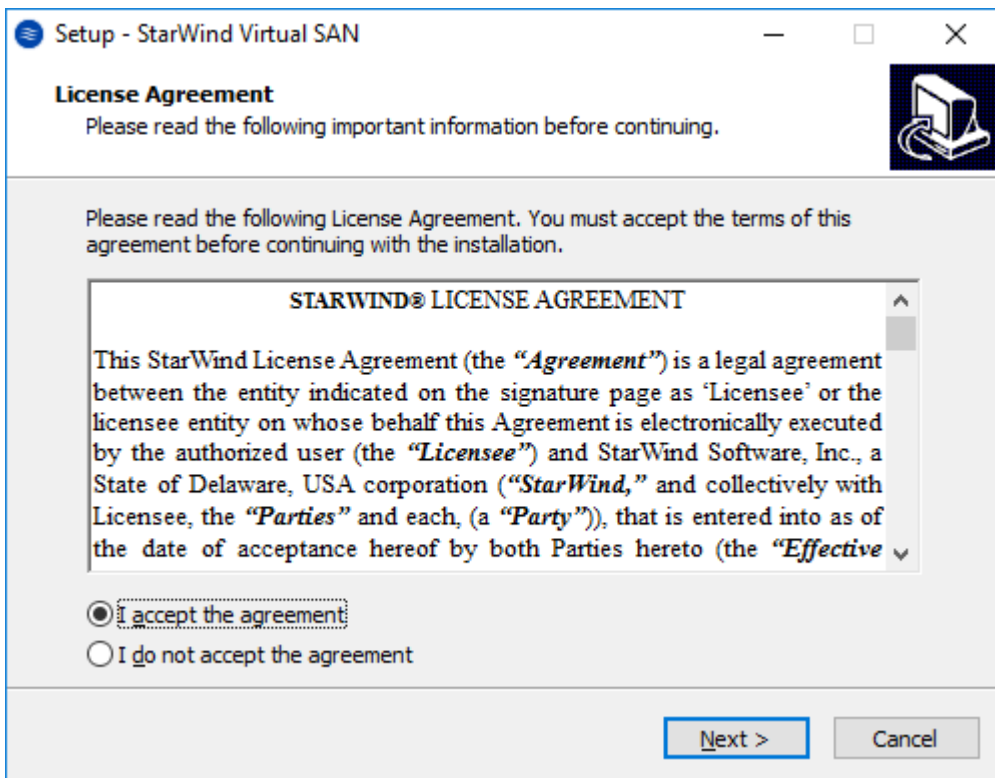 Setup - StarWind Virtual SAN
License Agreement
Please read the following important information before continuing.
Please read the following License Agreement. You must accept the terms of this
agreement before continuing with the installation.
STARWIND® LICENSE AGREEMENT
This StarWind License Agreement (the “Agreement”) is a legal agreement
between the entity indicated on the signature page as ‘Licensee’ or the
licensee entity on whose behalf this Agreement is electronically executed
by the authorized user (the “Licensee”) and StarWind Software, Inc., a
State of Delaware, USA corporation (“StarWind,” and collectively with
Licensee, the “Parties” and each, (a “Party”)), that is entered into as of
the date of acceptance hereof by both Parties hereto (the “Effective
I accept the agreement
I do not accept the agreement
Next >
Cancel